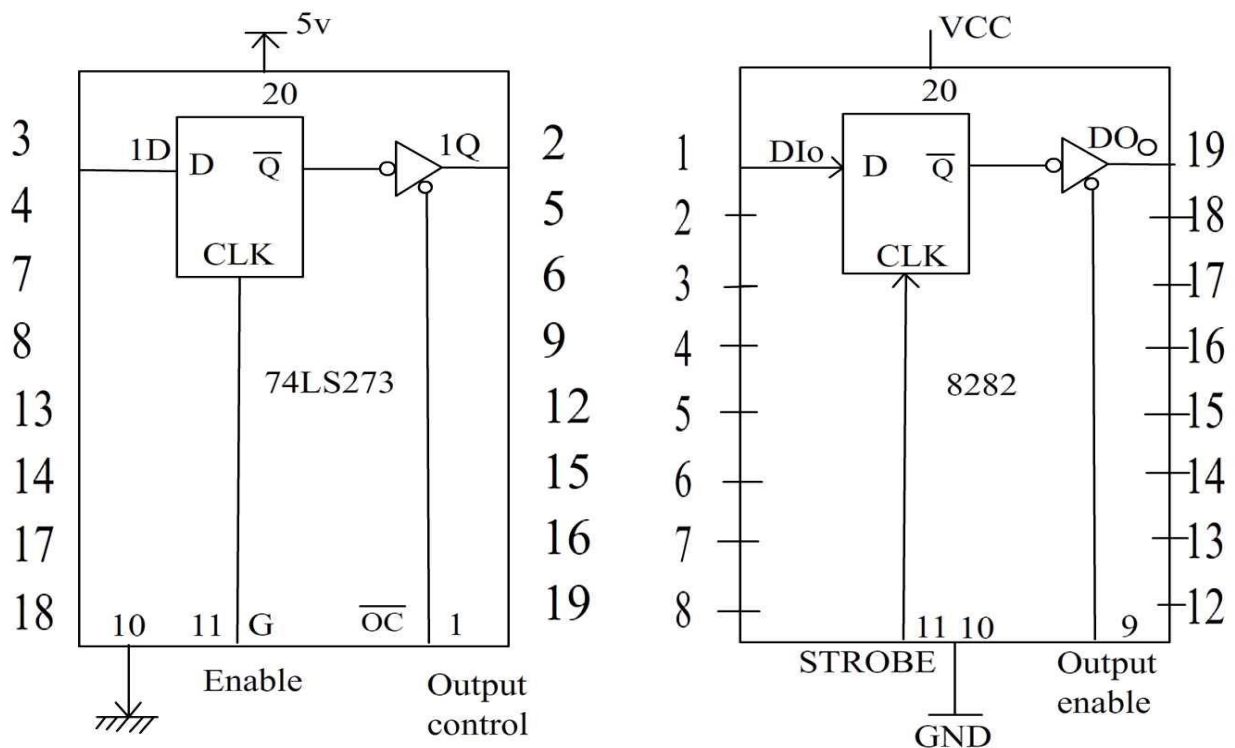 5v
20
3
1D
D
Q̅
1Q
2
4
5
CLK
7
6
8
9
74LS273
13
12
14
15
17
16
18
19
10
11
G
O̅C̅
1
Enable
Output
control
VCC
20
1
DIo
D
Q̅
DO
19
2
18
CLK
3
17
4
16
8282
5
15
6
14
7
13
8
12
11
10
9
STROBE
Output
enable
GND